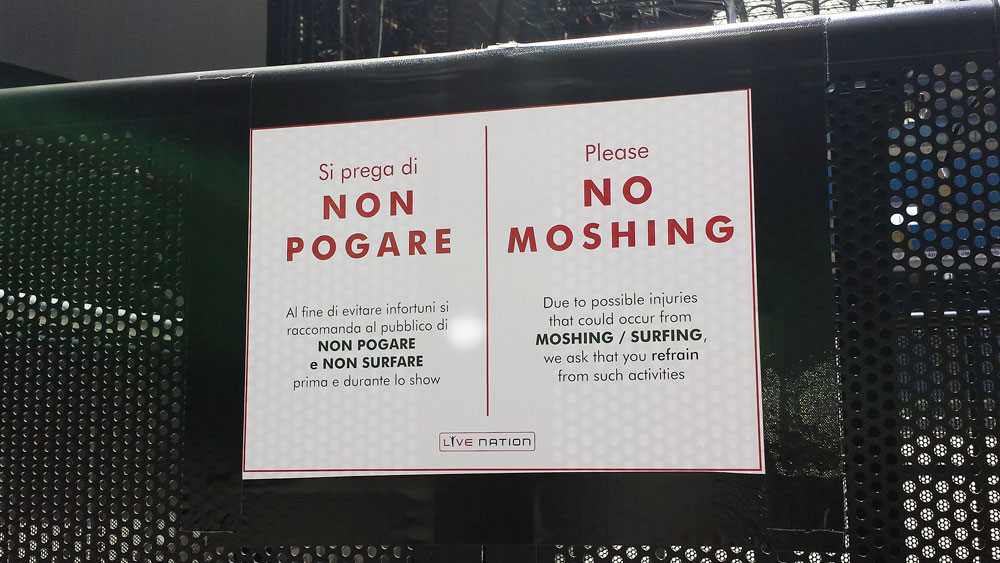 Si prega di
NON
POGARE
Al fine di evitare infortuni si
raccomanda al pubblico di
NON POGARE
e NON SURFARE
prima e durante lo show
Please
NO
MOSHING
Due to possible injuries
that could occur from
MOSHING / SURFING,
we ask that you refrain
from such activities
LIVE NATION